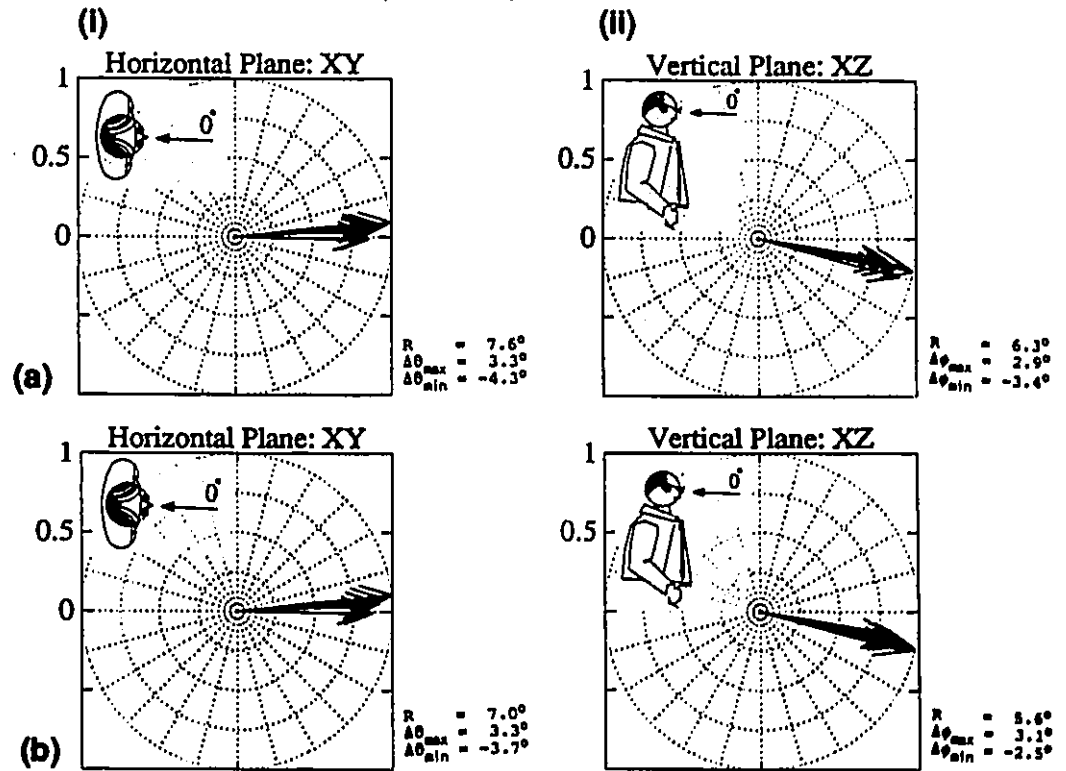 (i)
(ii)
Horizontal Plane: XY
Vertical Plane: XZ
1
0.5
0
0°
1
0.5
0
0°
R = 7.6°
Δθmax = 3.3°
Δθmin = -4.3°
R = 6.3°
Δφmax = 2.9°
Δφmin = -3.4°
(a)
Horizontal Plane: XY
Vertical Plane: XZ
1
0.5
0
0°
1
0.5
0°
R = 7.0°
Δθmax = 3.3°
Δθmin = -3.7°
R = 5.6°
Δφmax = 3.1°
Δφmin = -2.5°
(b)